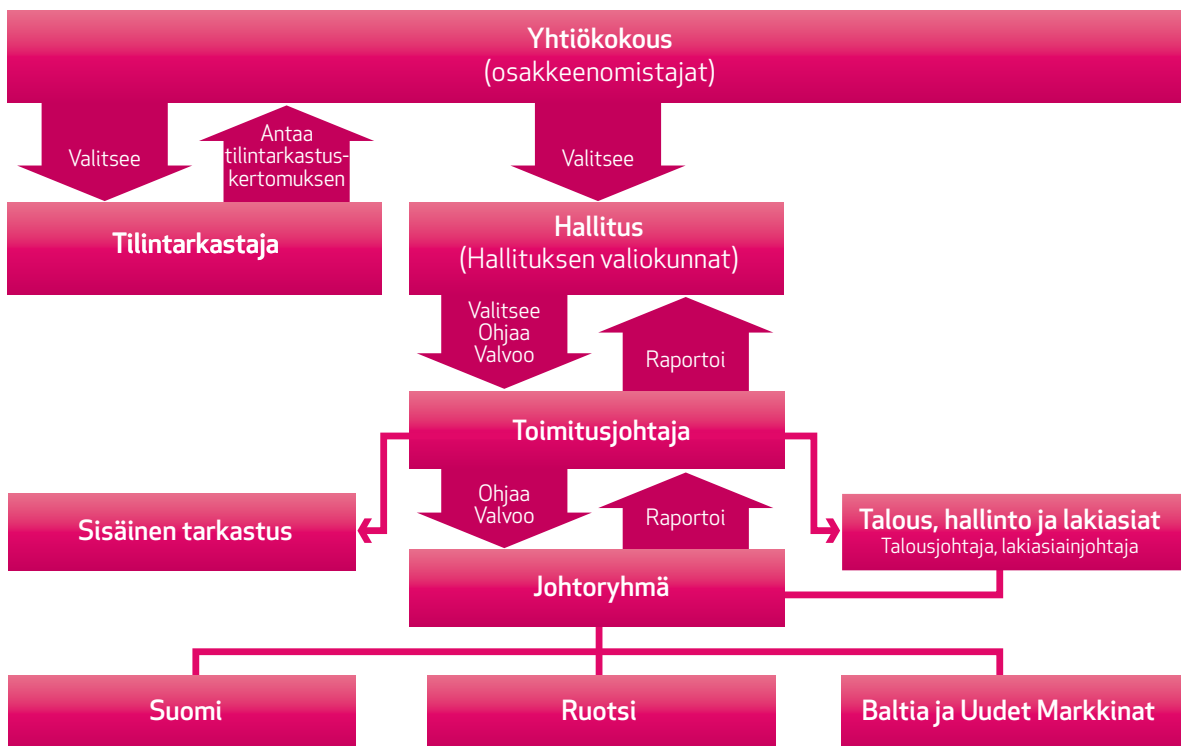 Yhtiökokous
(osakkeenomistajat)
Valitsee
Antaa
tilintarkastus-
kertomuksen
Valitsee
Tilintarkastaja
Hallitus
(Hallituksen valiokunnat)
Valitsee
Ohjaa
Valvoo
Raportoi
Toimitusjohtaja
Ohjaa
Valvoo
Raportoi
Sisäinen tarkastus
Talous, hallinto ja lakiasiat
Talousjohtaja, lakiasiainjohtaja
Johtoryhmä
Suomi
Ruotsi
Baltia ja Uudet Markkinat